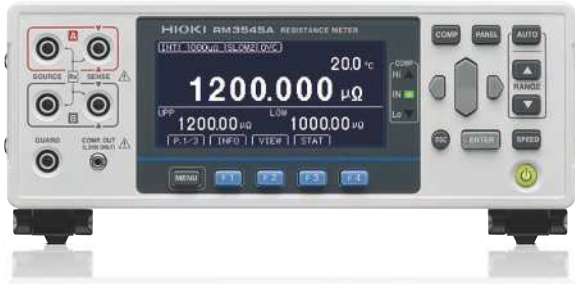 HIOKI RM3545A RESISTANCE METER
[INT] 1000μΩ [SLOW2] OVC
20.0 °C
1200.000 μΩ
UPP LOW
1200.00 μΩ 1000.00 μΩ
P.1/3 INFO VIEW STAT
MENU F1 F2 F3 F4
A
SOURCE Rx SENSE
B
GUARD COMP. OUT
COMP
Hi
IN
Lo
COMP PANEL AUTO
RANGE
ESC ENTER SPEED